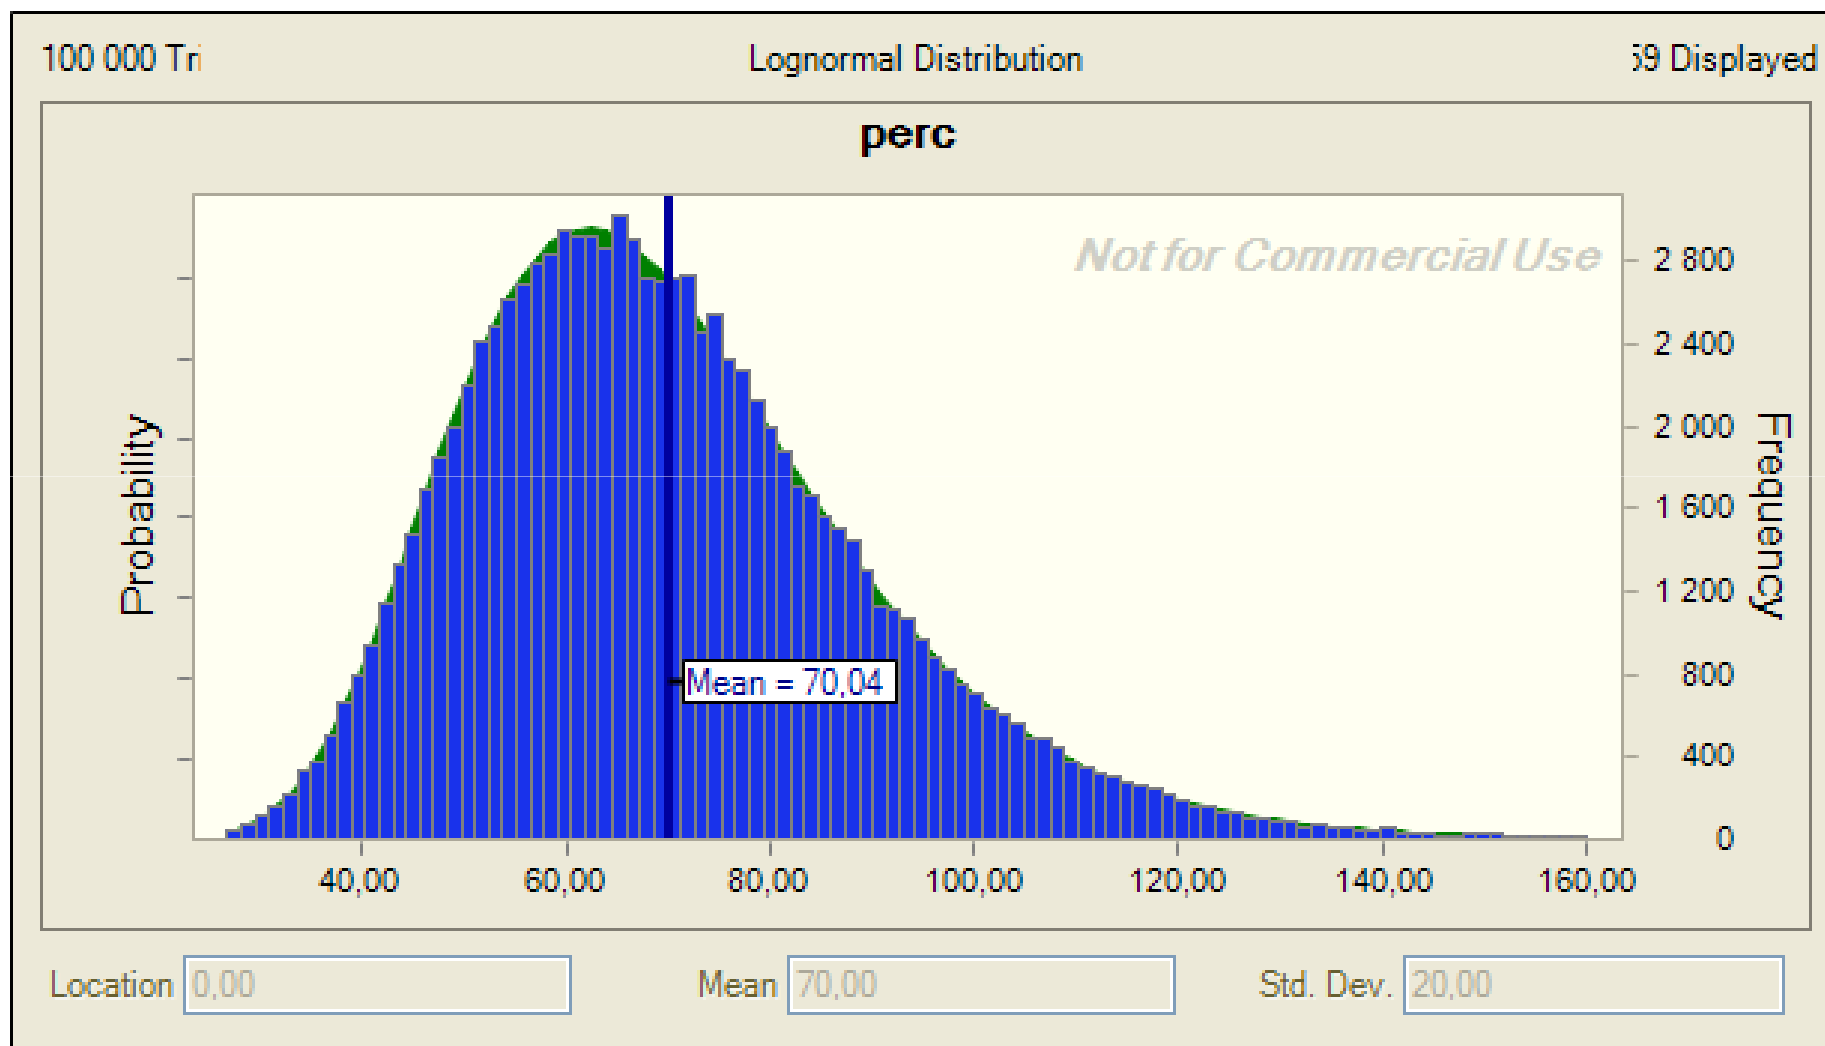 100 000 Tri
Lognormal Distribution
59 Displayed
perc
Not for Commercial Use
Probability
Frequency
2 800
2 400
2 000
1 600
1 200
800
400
0
Mean = 70,04
40,00 60,00 80,00 100,00 120,00 140,00 160,00
Location 0,00 Mean 70,00 Std. Dev. 20,00